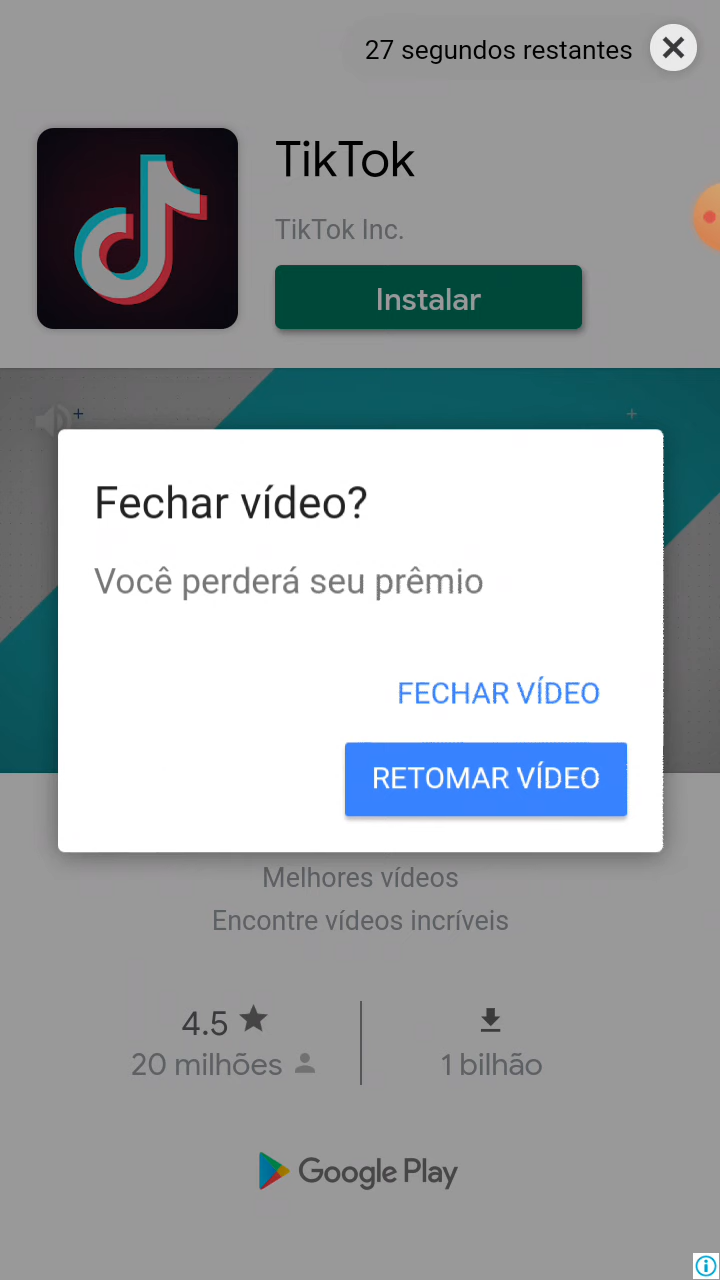 27 segundos restantes
TikTok
TikTok Inc.
Instalar
Fechar vídeo?
Você perderá seu prêmio
FECHAR VÍDEO
RETOMAR VÍDEO
Melhores vídeos
Encontre vídeos incríveis
4.5
20 milhões
1 bilhão
Google Play